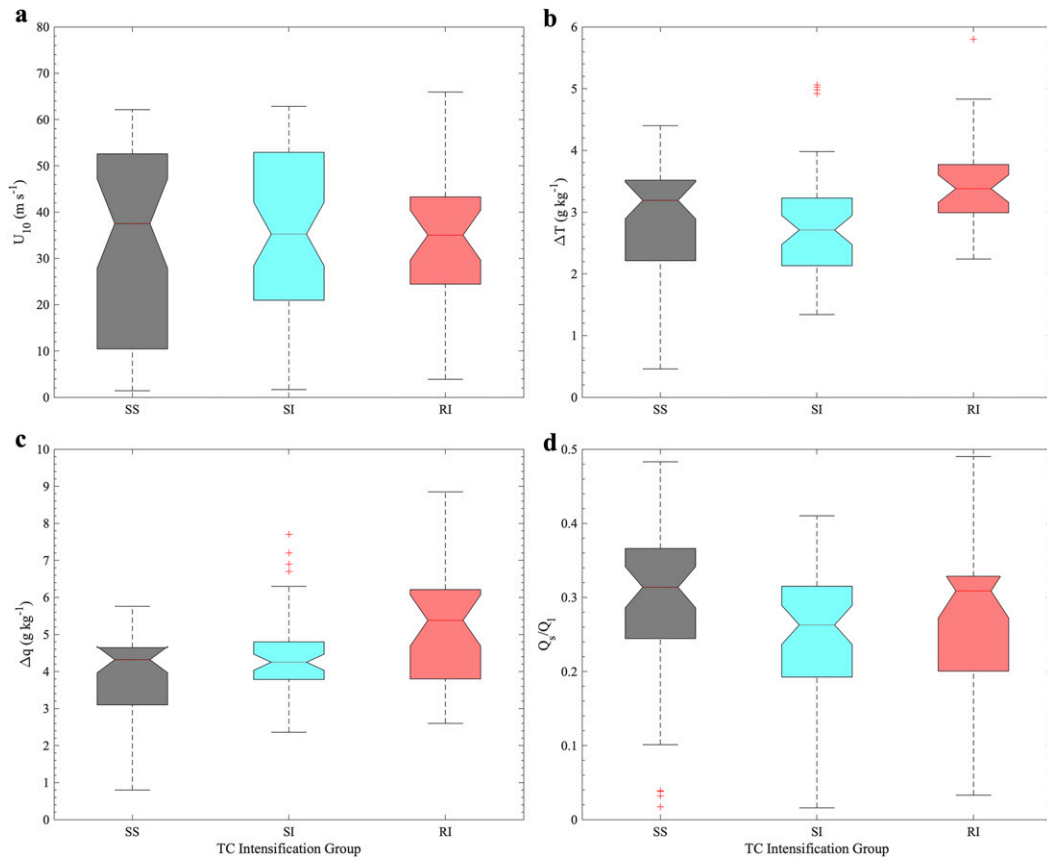 a
80
70
60
50
40
30
20
10
0
U10 (m s-1)
SS
SI
RI
b
6
5
4
3
2
1
0
ΔT (g kg-1)
SS
SI
RI
c
10
9
8
7
6
5
4
3
2
1
0
Δq (g kg-1)
SS
SI
RI
TC Intensification Group
d
0.5
0.4
0.3
0.2
0.1
0
Qs/Ql
SS
SI
RI
TC Intensification Group